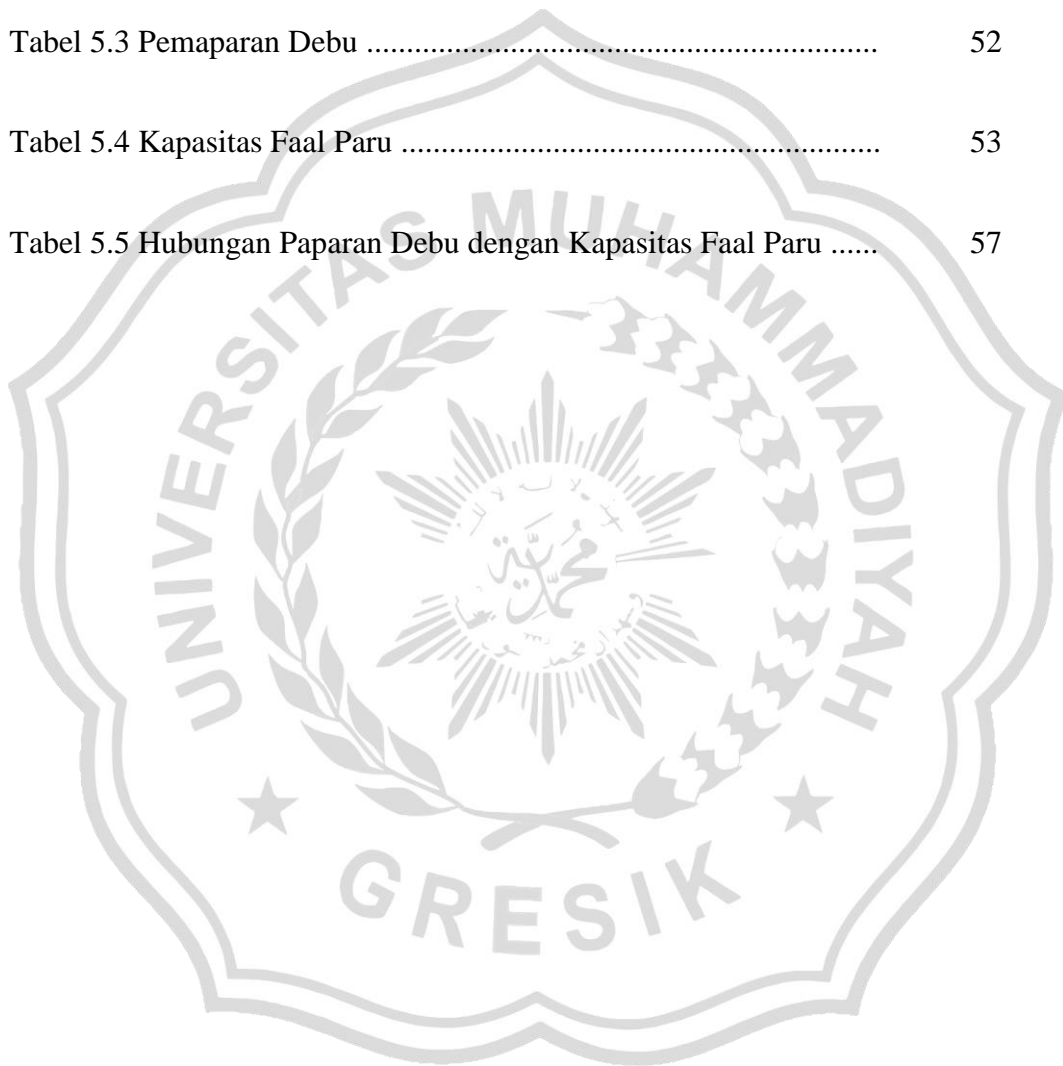 Tabel 5.3 Pemaparan Debu ................................................................ 52
Tabel 5.4 Kapasitas Faal Paru ............................................................ 53
Tabel 5.5 Hubungan Paparan Debu dengan Kapasitas Faal Paru ...... 57
UNIVERSITAS MUHAMMADIYAH
محمد
GRESIK